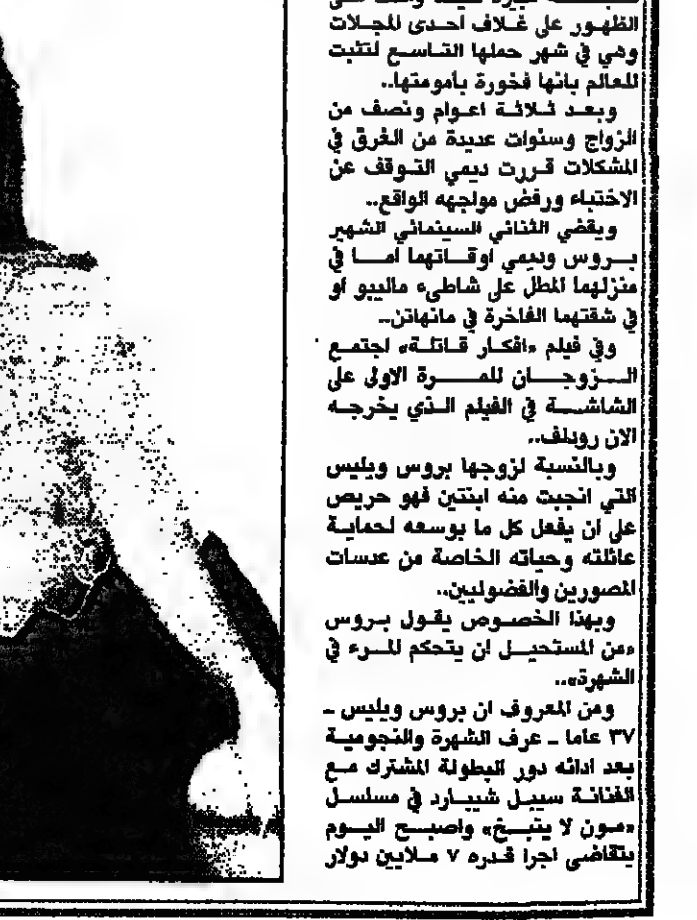 الظهور على غلاف احدى المجلات
وهي في شهر حملها التاسع لتثبت
للعالم بانها فخورة بأمومتها..
وبعد ثلاثة اعوام ونصف من
الزواج وسنوات عديدة من الغرق في
المشكلات قررت ديمي التوقف عن
الاختباء ورفض مواجهه الواقع..
ويقضي الثنائي السينمائي الشهير
بروس وديمي اوقاتهما اما في
منزلهما المطل على شاطىء ماليبو او
في شقتهما الفاخرة في مانهاتن..
وفي فيلم «افكار قاتلة» اجتمع
الزوجان للمرة الاولى على
الشاشة في الفيلم الذي يخرجه
الان رودلف..
وبالنسبة لزوجها بروس ويليس
التي انجبت منه ابنتين فهو حريص
على ان يفعل كل ما بوسعه لحماية
عائلته وحياته الخاصة من عدسات
المصورين والفضوليين..
وبهذا الخصوص يقول بروس
«من المستحيل ان يتحكم المرء في
الشهرة»..
ومن المعروف ان بروس ويليس ـ
٣٧ عاما ـ عرف الشهرة والنجومية
بعد ادائه دور البطولة المشترك مع
الفنانة سيبل شيبارد في مسلسل
«مون لا يتينغ» واصبح اليوم
يتقاضى اجرا قدره ٧ ملايين دولار